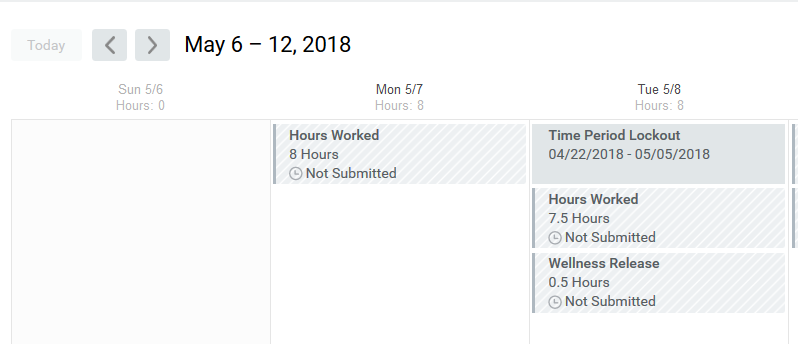 Today
May 6 – 12, 2018
Sun 5/6
Hours: 0
Mon 5/7
Hours: 8
Tue 5/8
Hours: 8
Hours Worked
8 Hours
Not Submitted
Time Period Lockout
04/22/2018 - 05/05/2018
Hours Worked
7.5 Hours
Not Submitted
Wellness Release
0.5 Hours
Not Submitted